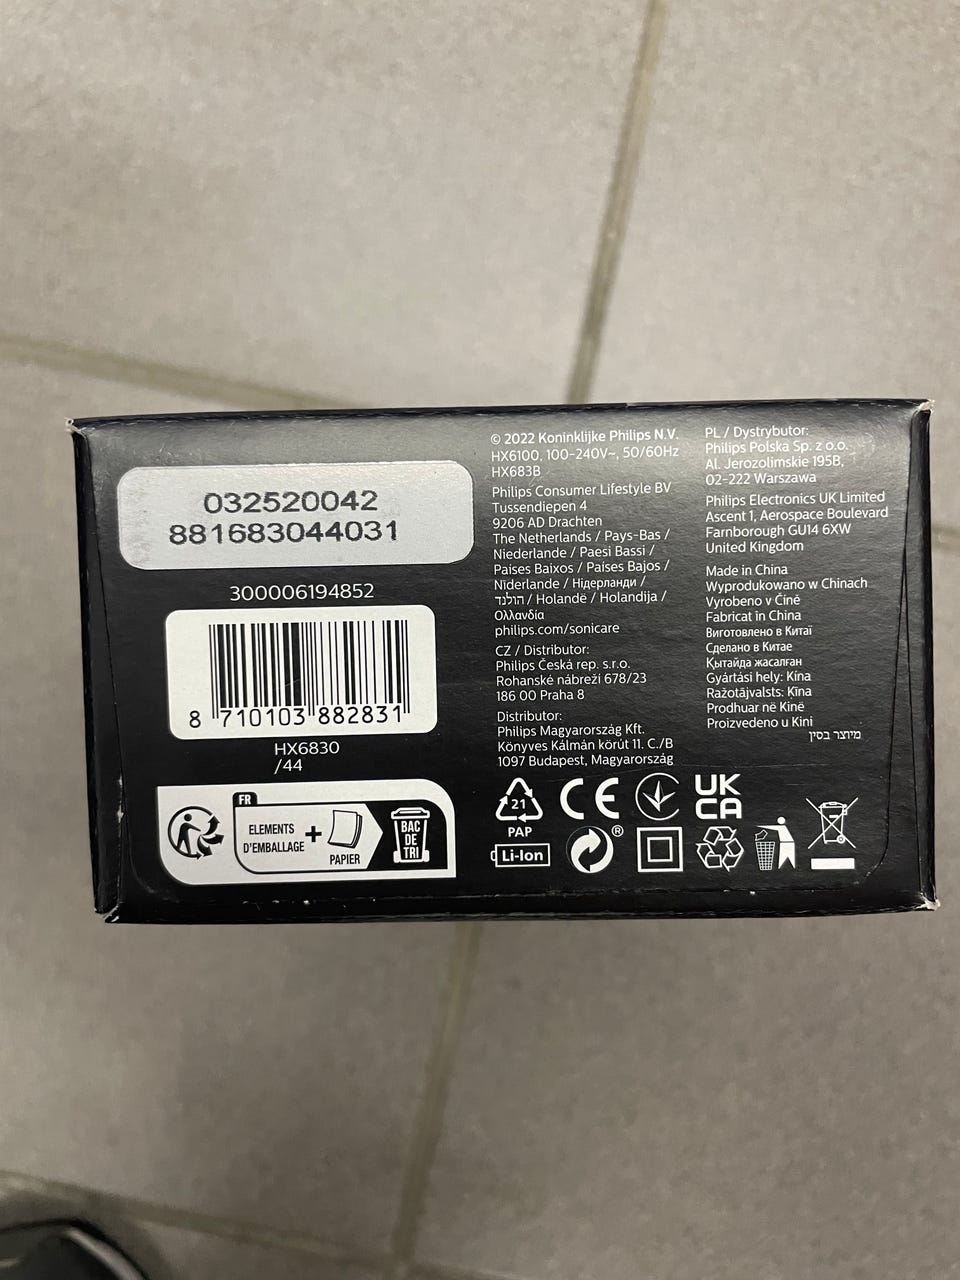 032520042
881683044031
300006194852
8 710103 882831
HX6830
/44
FR
ELEMENTS
D'EMBALLAGE
+
PAPIER
BAC
DE
TRI
© 2022 Koninklijke Philips N.V.
HX6100, 100-240V~, 50/60Hz
HX683B
Philips Consumer Lifestyle BV
Tussendiepen 4
9206 AD Drachten
The Netherlands / Pays-Bas /
Niederlande / Paesi Bassi /
Países Baixos / Países Bajos /
Niderlande / Нідерланди /
הולנד / Holandë / Holandija /
Ολλανδία
philips.com/sonicare
CZ / Distributor:
Philips Česká rep. s.r.o.
Rohanské nábreží 678/23
186 00 Praha 8
Distributor:
Philips Magyarország Kft.
Könyves Kálmán körút 11. C./B
1097 Budapest, Magyarország
PL / Dystrybutor:
Philips Polska Sp. z o.o.
Al. Jerozolimskie 195B,
02-222 Warszawa
Philips Electronics UK Limited
Ascent 1, Aerospace Boulevard
Farnborough GU14 6XW
United Kingdom
Made in China
Wyprodukowano w Chinach
Vyrobeno v Číně
Fabricat în China
Виготовлено в Китаї
Сделано в Китае
Қытайда жасалған
Gyártási hely: Kína
Ražotājvalsts: Ķīna
Prodhuar në Kinë
Proizvedeno u Kini
מיוצר בסין
21
PAP
CE
UK
CA
Li-Ion
®